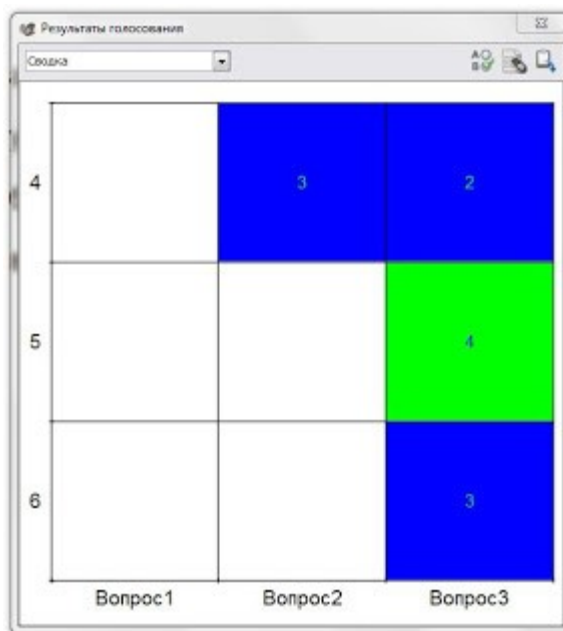 Результаты голосования
Сводка
4 3 2
5 4
6 3
Вопрос1 Вопрос2 Вопрос3